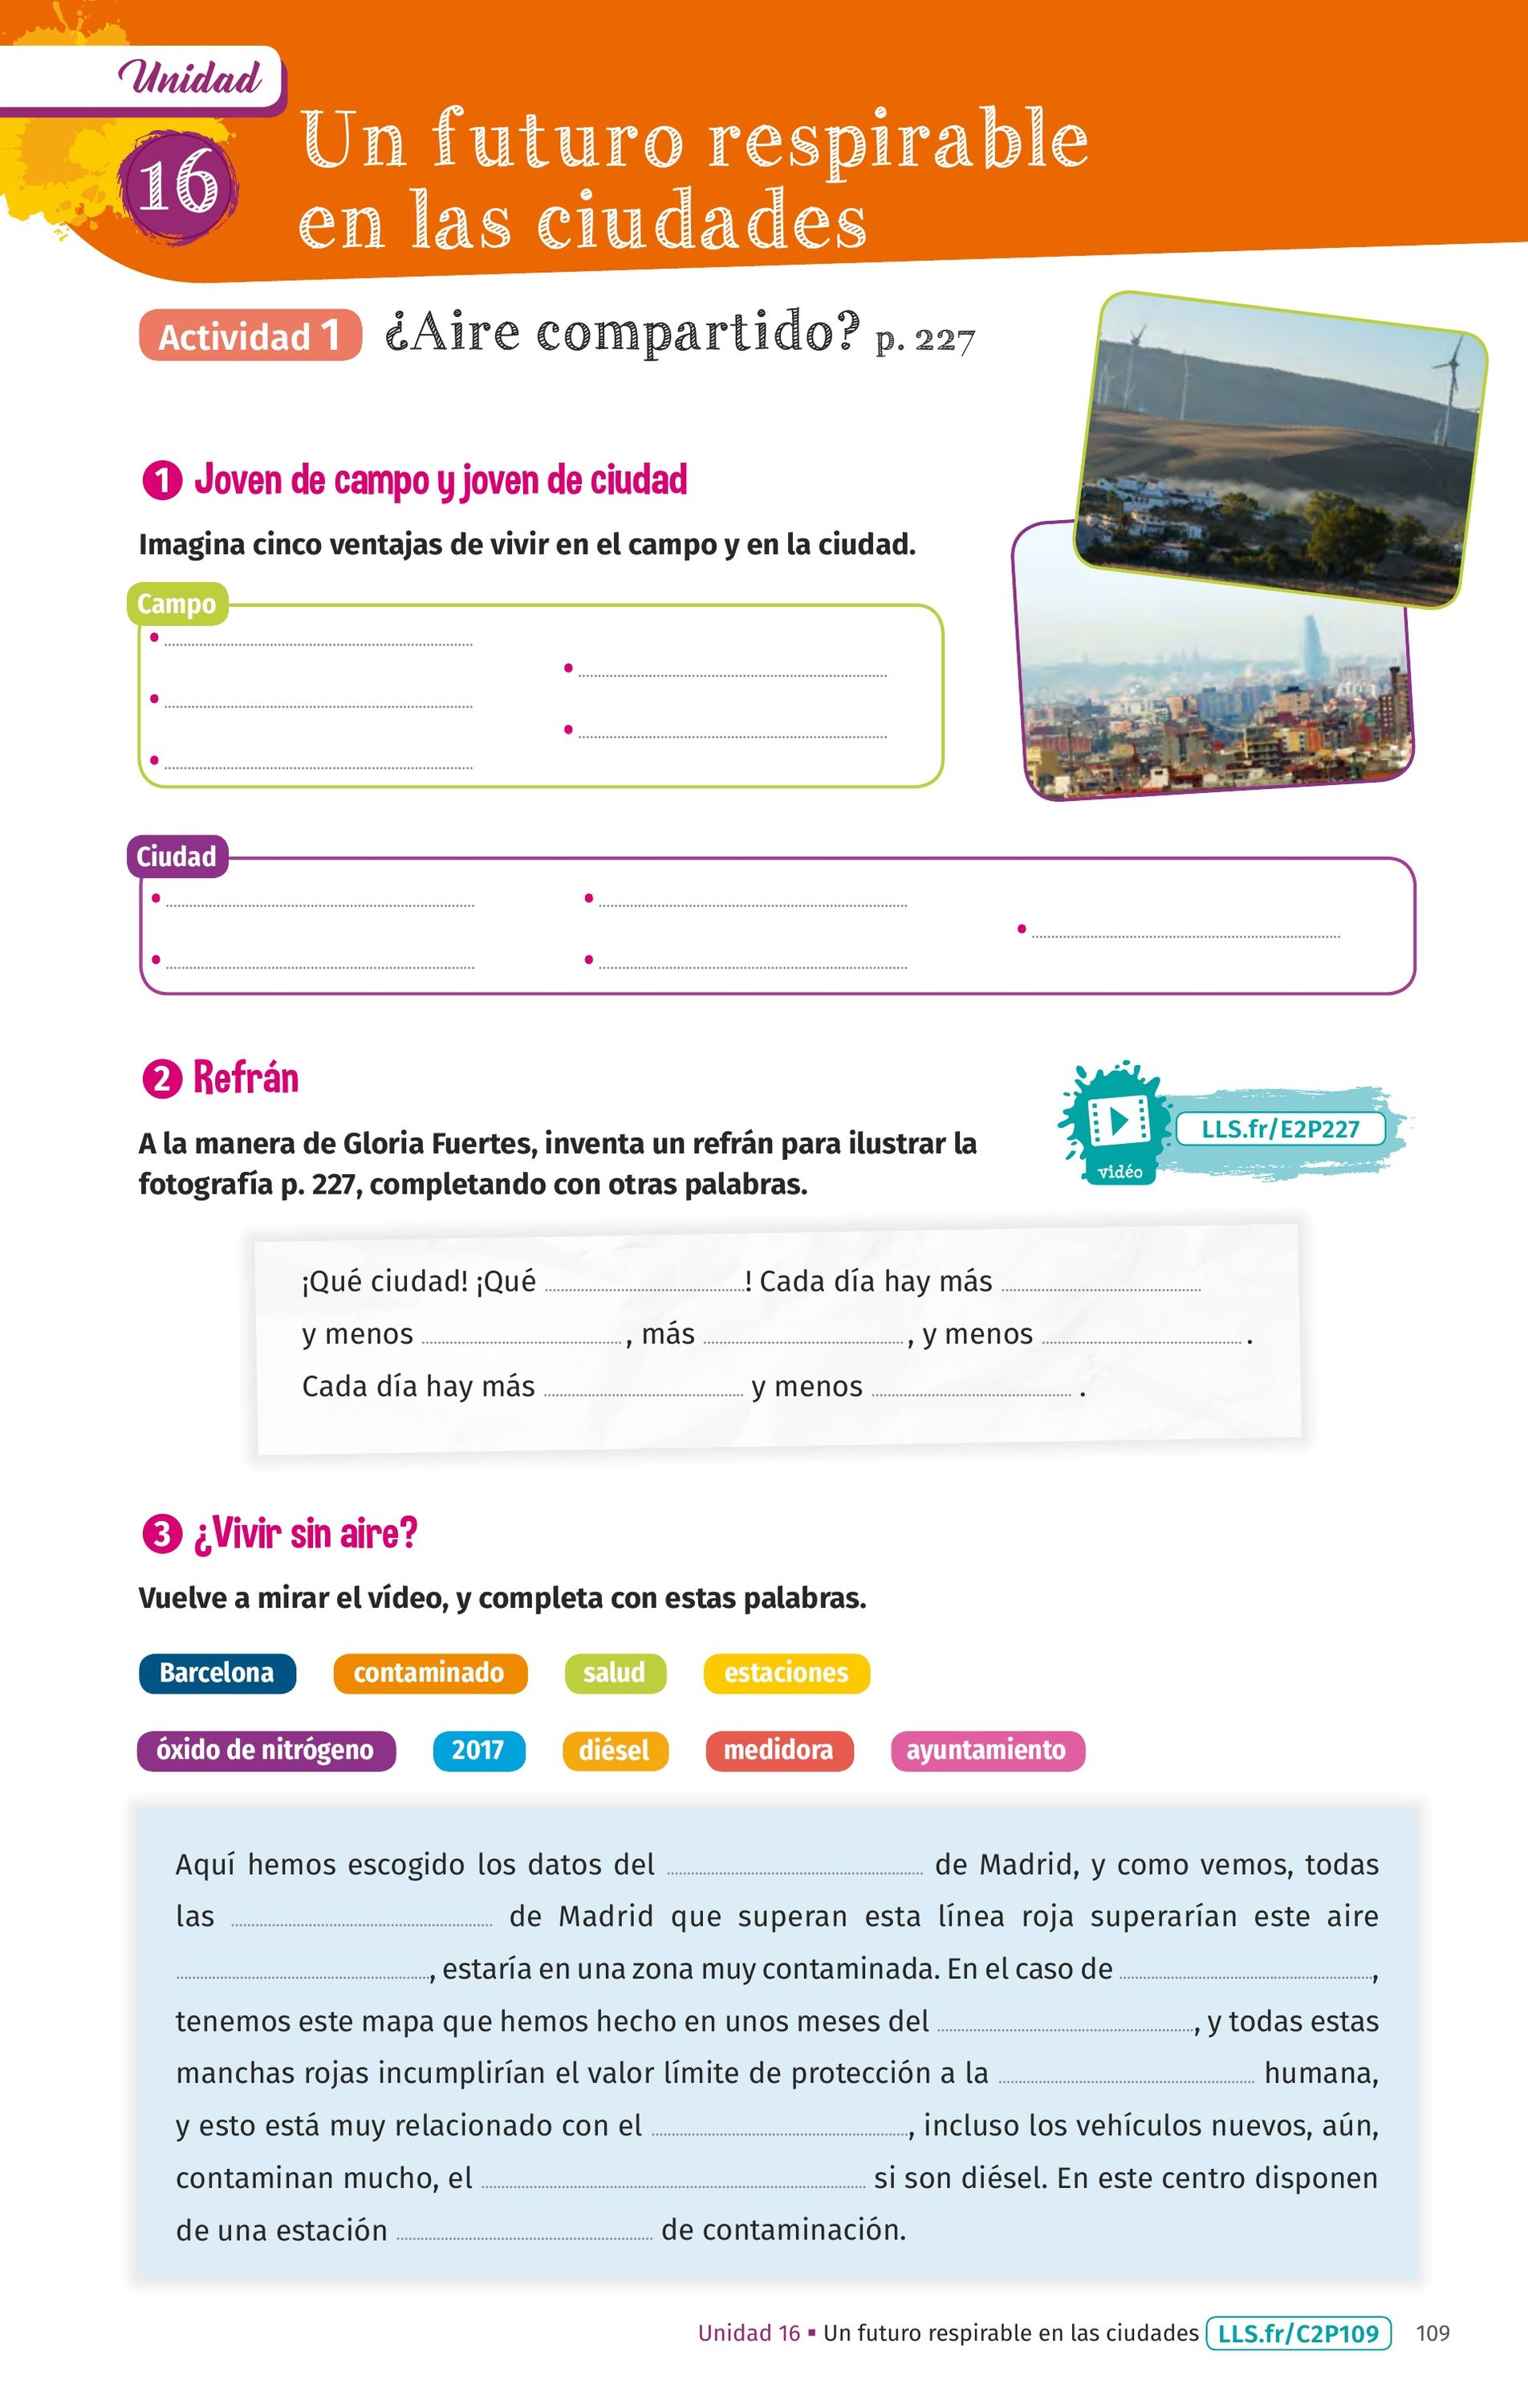 Unidad
16
Un futuro respirable
en las ciudades
Actividad 1 ¿Aire compartido? p. 227
1 Joven de campo y joven de ciudad
Imagina cinco ventajas de vivir en el campo y en la ciudad.
Campo
•
•
•
•
•
Ciudad
•
•
•
•
•
2 Refrán
A la manera de Gloria Fuertes, inventa un refrán para ilustrar la
fotografía p. 227, completando con otras palabras.
vidéo
LLS.fr/E2P227
¡Qué ciudad! ¡Qué ....................! Cada día hay más ....................
y menos ...................., más ...................., y menos .................... .
Cada día hay más .................... y menos .................... .
3 ¿Vivir sin aire?
Vuelve a mirar el vídeo, y completa con estas palabras.
Barcelona contaminado salud estaciones
óxido de nitrógeno 2017 diésel medidora ayuntamiento
Aquí hemos escogido los datos del .................... de Madrid, y como vemos, todas
las .................... de Madrid que superan esta línea roja superarían este aire
...................., estaría en una zona muy contaminada. En el caso de ....................,
tenemos este mapa que hemos hecho en unos meses del ...................., y todas estas
manchas rojas incumplirían el valor límite de protección a la .................... humana,
y esto está muy relacionado con el ...................., incluso los vehículos nuevos, aún,
contaminan mucho, el .................... si son diésel. En este centro disponen
de una estación .................... de contaminación.
Unidad 16 ▪ Un futuro respirable en las ciudades LLS.fr/C2P109 109